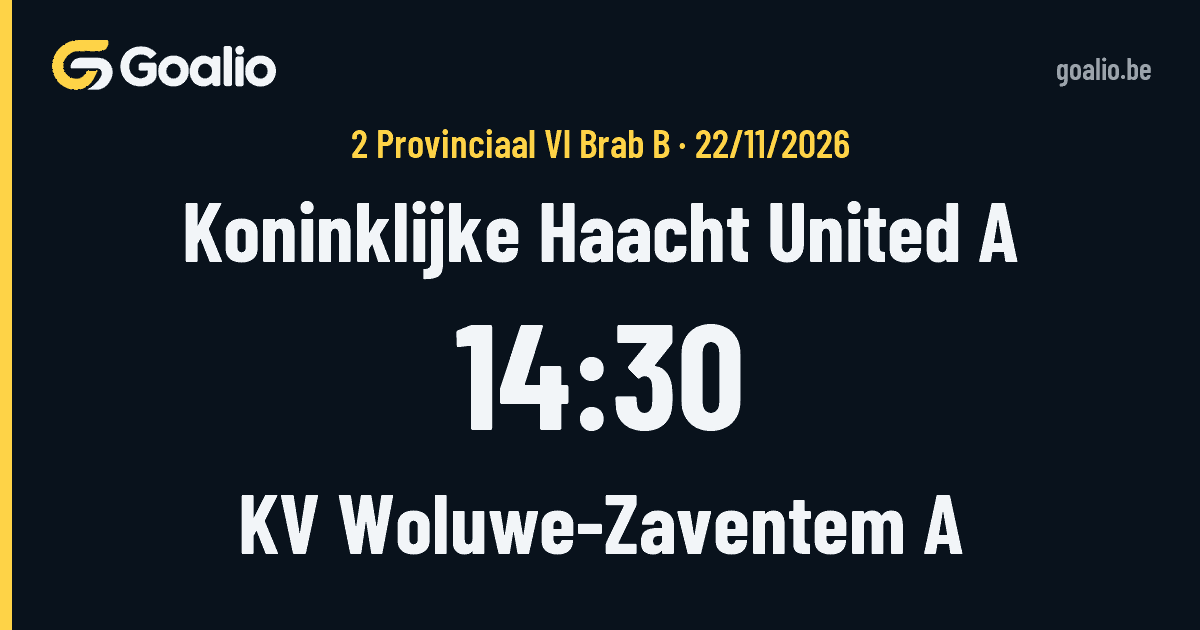 Goalio
goalio.be
2 Provinciaal Vl Brab B · 22/11/2026
Koninklijke Haacht United A
14:30
KV Woluwe-Zaventem A